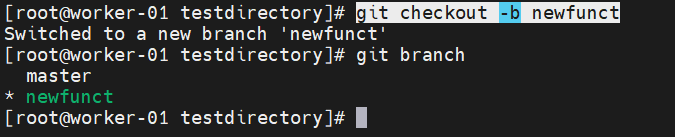 [root@worker-01 testdirectory]# git checkout -b newfunct
Switched to a new branch 'newfunct'
[root@worker-01 testdirectory]# git branch
  master
* newfunct
[root@worker-01 testdirectory]#